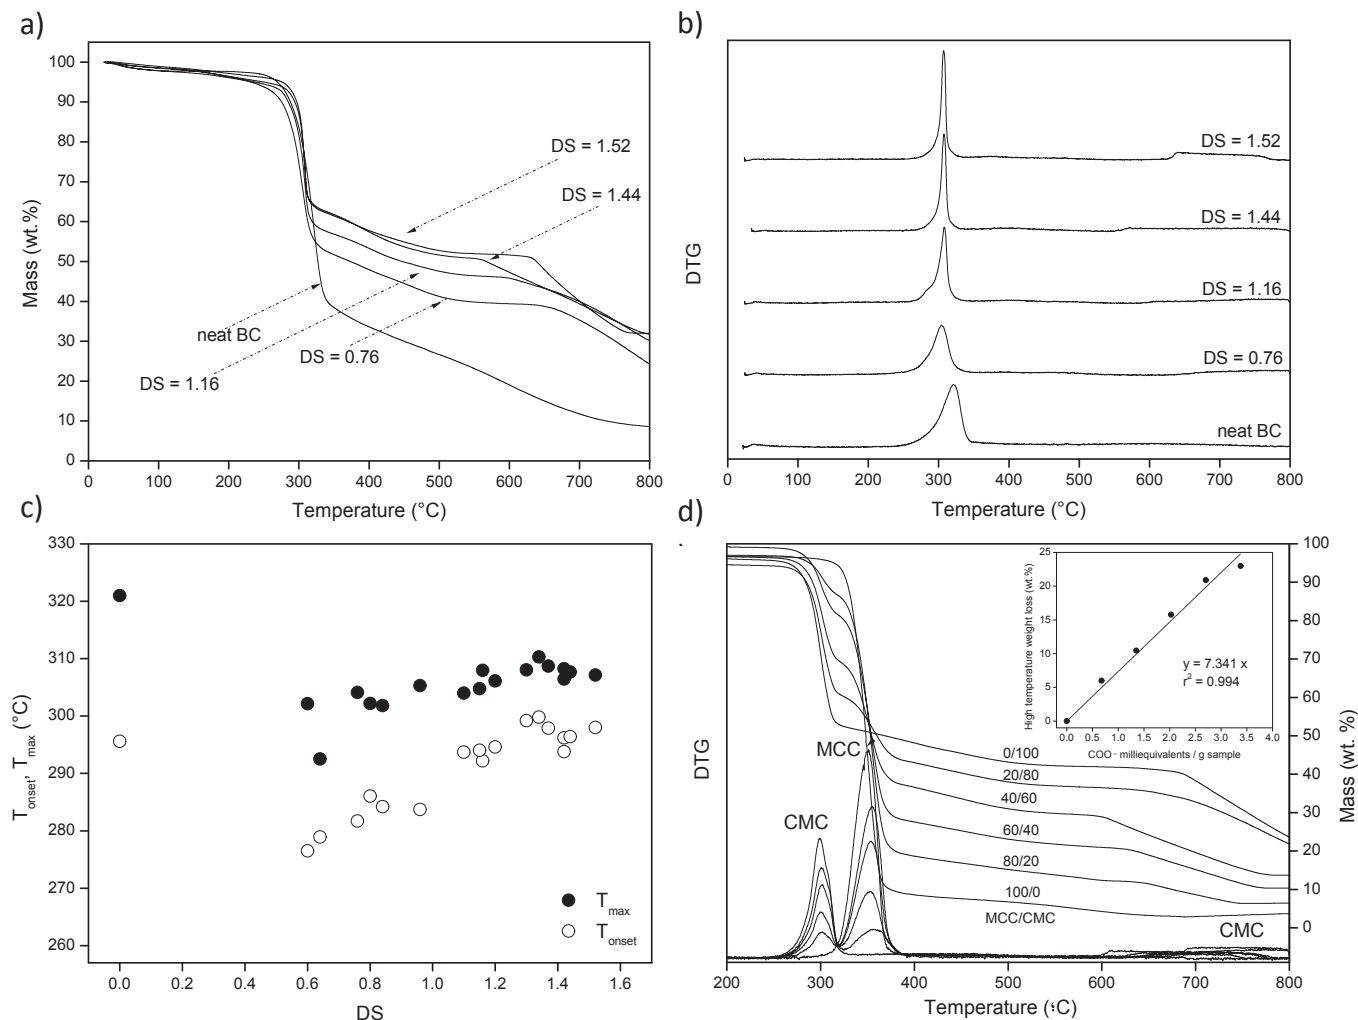 a)
100
90
80
70
60
50
40
30
20
10
0
Mass (wt.%)
DS = 1.52
DS = 1.44
neat BC
DS = 0.76
DS = 1.16
0 100 200 300 400 500 600 700 800
Temperature (°C)
b)
DTG
DS = 1.52
DS = 1.44
DS = 1.16
DS = 0.76
neat BC
0 100 200 300 400 500 600 700 800
Temperature (°C)
c)
330
320
310
300
290
280
270
260
T_onset, T_max (°C)
T_max
T_onset
0.0 0.2 0.4 0.6 0.8 1.0 1.2 1.4 1.6
DS
d)
DTG
100
90
80
70
60
50
40
30
20
10
0
Mass (wt. %)
25
20
15
10
5
0
High temperature weight loss (wt.%)
y = 7.341 x
r² = 0.994
0.0 0.5 1.0 1.5 2.0 2.5 3.0 3.5 4.0
COO- milliequivalents / g sample
MCC
CMC
0/100
20/80
40/60
60/40
80/20
100/0
MCC/CMC
CMC
200 300 400 500 600 700 800
Temperature (°C)